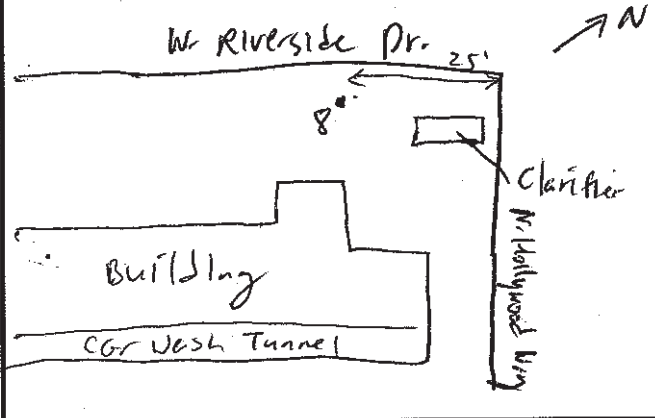 W. Riverside Dr.
N
25'
8
Clarifier
N. Hollywood Way
Building
Car Wash Tunnel